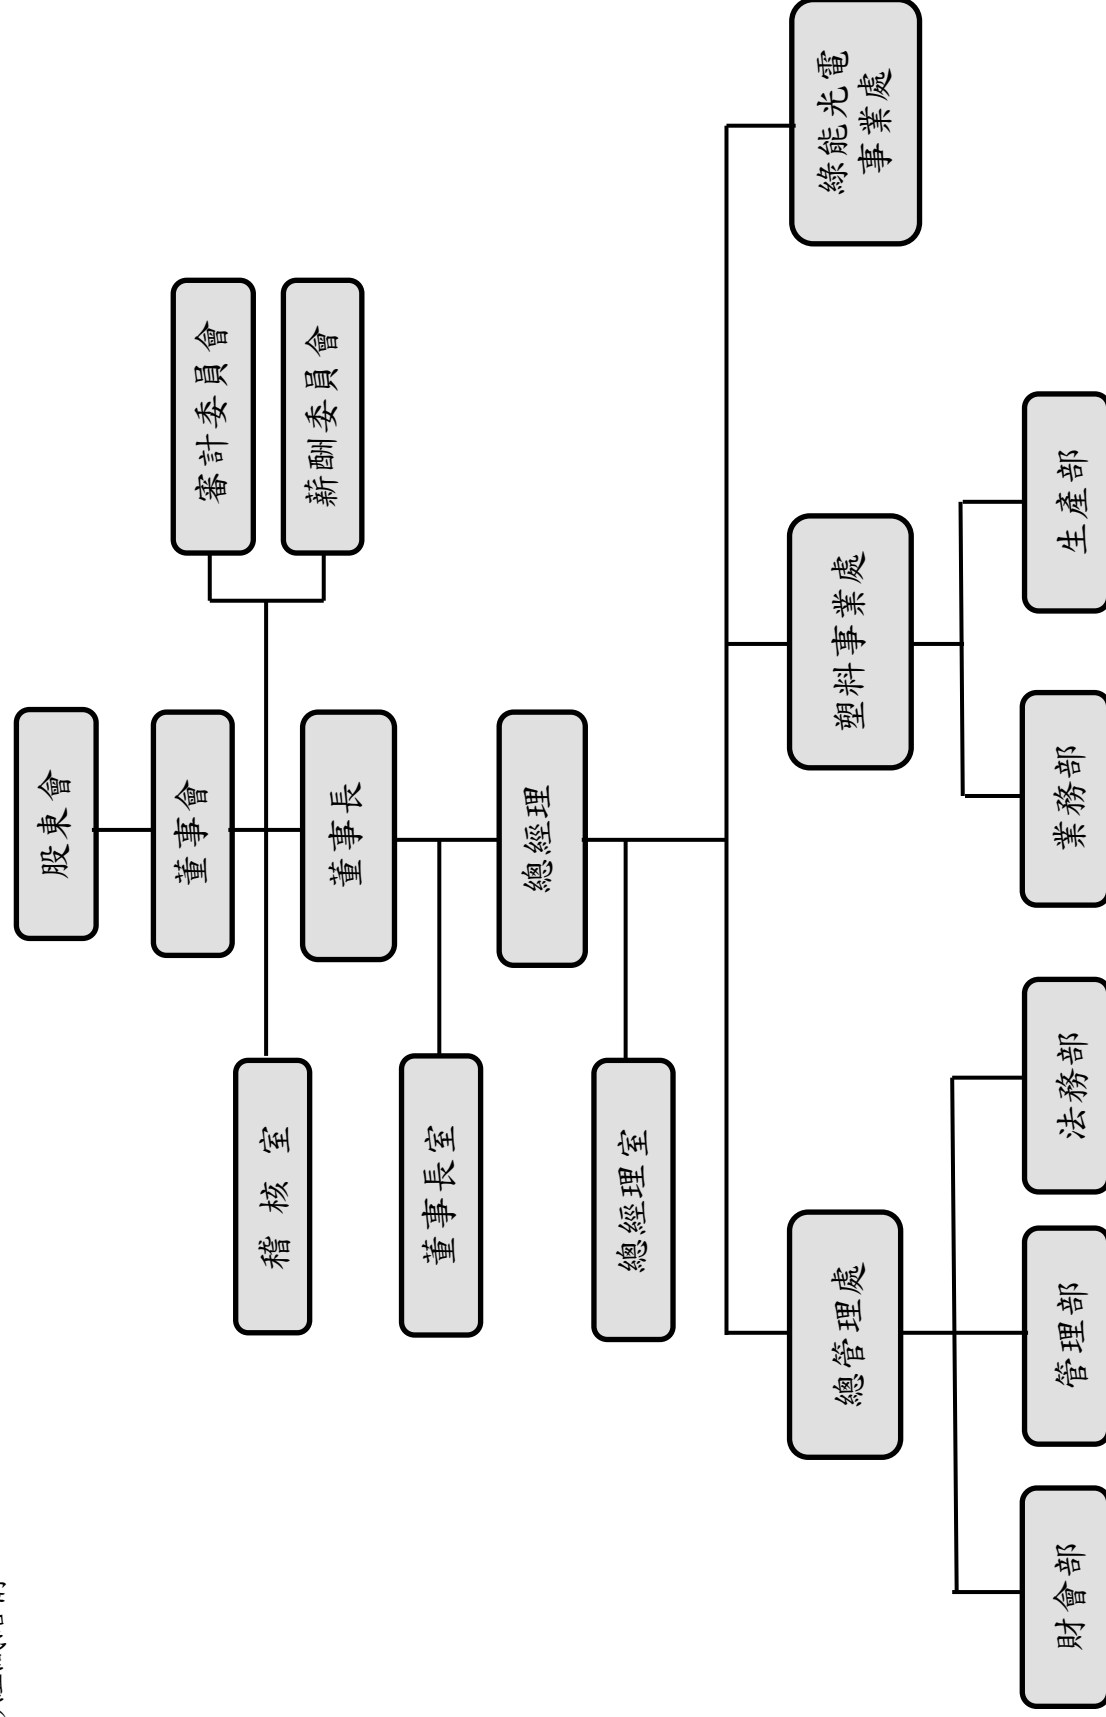 股東會
董事會
審計委員會
薪酬委員會
稽核室
董事長
董事長室
總經理
總經理室
總管理處
塑料事業處
綠能光電
事業處
財會部
管理部
法務部
業務部
生產部